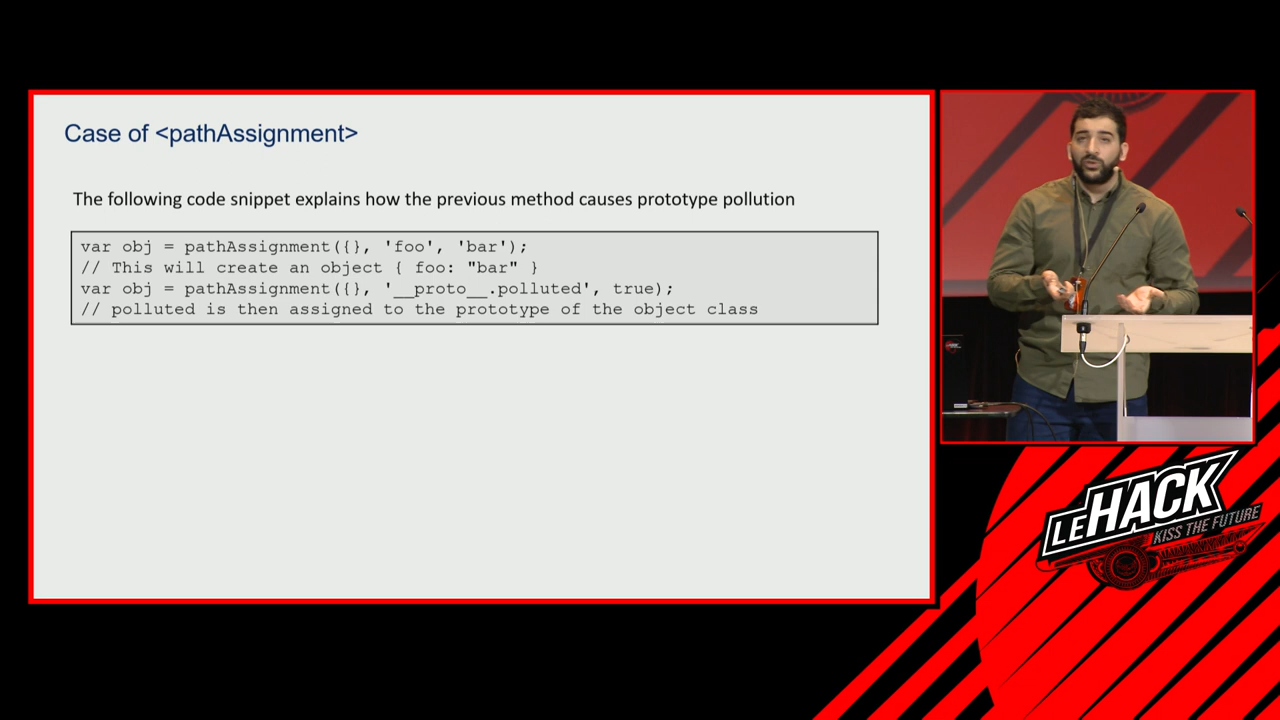 Case of <pathAssignment>
The following code snippet explains how the previous method causes prototype pollution
var obj = pathAssignment({}, 'foo', 'bar');
// This will create an object { foo: "bar" }
var obj = pathAssignment({}, '__proto__.polluted', true);
// polluted is then assigned to the prototype of the object class
LEHACK
KISS THE FUTURE